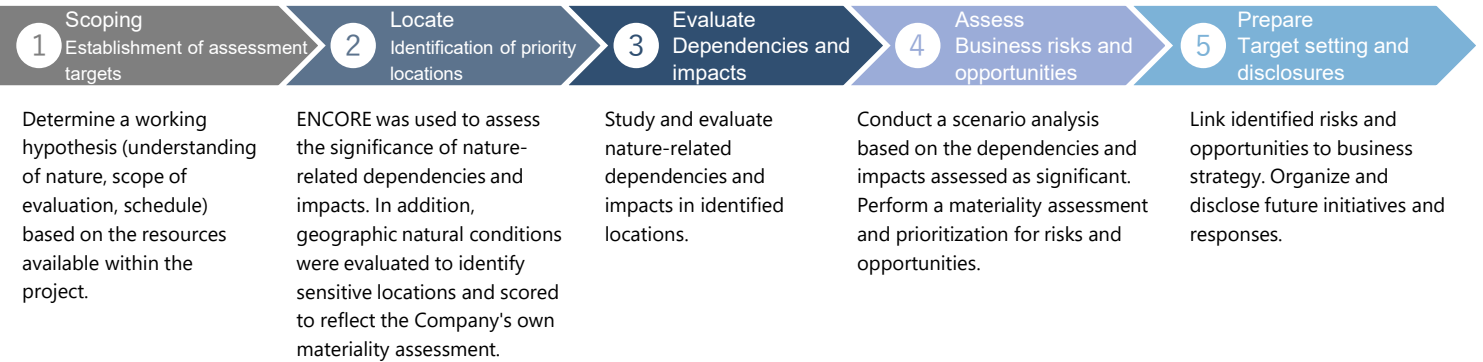 1
Scoping
Establishment of assessment
targets
2
Locate
Identification of priority
locations
3
Evaluate
Dependencies and
impacts
4
Assess
Business risks and
opportunities
5
Prepare
Target setting and
disclosures
Determine a working
hypothesis (understanding
of nature, scope of
evaluation, schedule)
based on the resources
available within the
project.
ENCORE was used to assess
the significance of nature-
related dependencies and
impacts. In addition,
geographic natural conditions
were evaluated to identify
sensitive locations and scored
to reflect the Company's own
materiality assessment.
Study and evaluate
nature-related
dependencies and
impacts in identified
locations.
Conduct a scenario analysis
based on the dependencies and
impacts assessed as significant.
Perform a materiality assessment
and prioritization for risks and
opportunities.
Link identified risks and
opportunities to business
strategy. Organize and
disclose future initiatives and
responses.